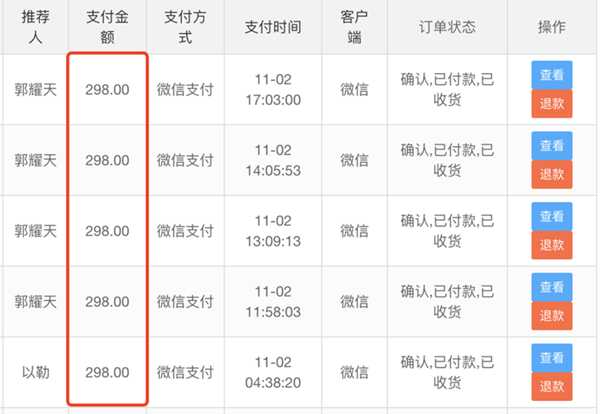 推荐人 支付金额 支付方式 支付时间 客户端 订单状态 操作
郭耀天 298.00 微信支付 11-02 17:03:00 微信 确认,已付款,已收货 查看 退款
郭耀天 298.00 微信支付 11-02 14:05:53 微信 确认,已付款,已收货 查看 退款
郭耀天 298.00 微信支付 11-02 13:09:13 微信 确认,已付款,已收货 查看 退款
郭耀天 298.00 微信支付 11-02 11:58:03 微信 确认,已付款,已收货 查看 退款
以勒 298.00 微信支付 11-02 04:38:20 微信 确认,已付款,已收货 查看 退款